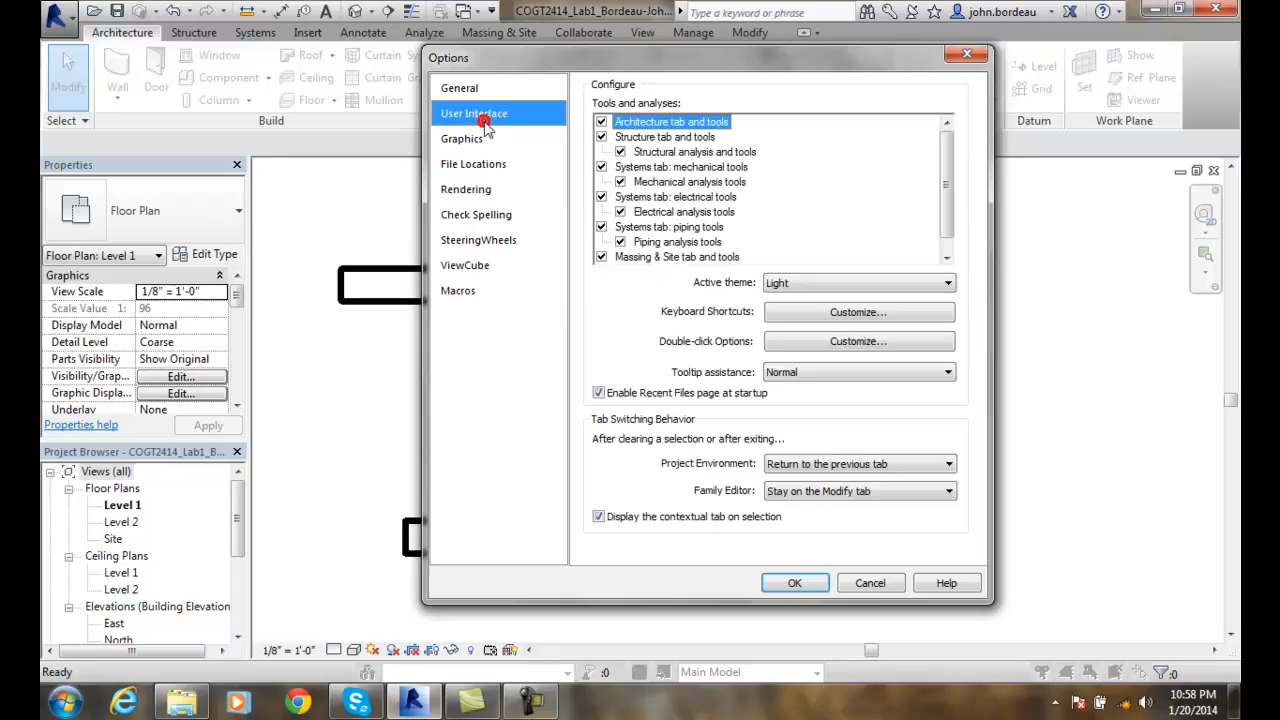 COGT2414_Lab1_Bordeau-Joh... Type a keyword or phrase john.bordeau
Architecture Structure Systems Insert Annotate Analyze Massing & Site Collaborate View Manage Modify
Modify Wall Door Window Component Column Roof Ceiling Floor Curtain Curtain Mullion
Level Grid Set Show Ref Plane Viewer
Select Build Datum Work Plane
Properties
Floor Plan
Floor Plan: Level 1 Edit Type
Graphics
View Scale 1/8" = 1'-0"
Scale Value 1: 96
Display Model Normal
Detail Level Coarse
Parts Visibility Show Original
Visibility/Grap... Edit...
Graphic Displa... Edit...
Underlay None
Properties help Apply
Project Browser - COGT2414_Lab1_B...
Views (all)
Floor Plans
Level 1
Level 2
Site
Ceiling Plans
Level 1
Level 2
Elevations (Building Elevation
East
North
Options
General
User Interface
Graphics
File Locations
Rendering
Check Spelling
SteeringWheels
ViewCube
Macros
Configure
Tools and analyses:
Architecture tab and tools
Structure tab and tools
Structural analysis and tools
Systems tab: mechanical tools
Mechanical analysis tools
Systems tab: electrical tools
Electrical analysis tools
Systems tab: piping tools
Piping analysis tools
Massing & Site tab and tools
Active theme: Light
Keyboard Shortcuts: Customize...
Double-click Options: Customize...
Tooltip assistance: Normal
Enable Recent Files page at startup
Tab Switching Behavior
After clearing a selection or after exiting...
Project Environment: Return to the previous tab
Family Editor: Stay on the Modify tab
Display the contextual tab on selection
OK Cancel Help
1/8" = 1'-0"
Ready :0 Main Model :0
10:58 PM
1/20/2014